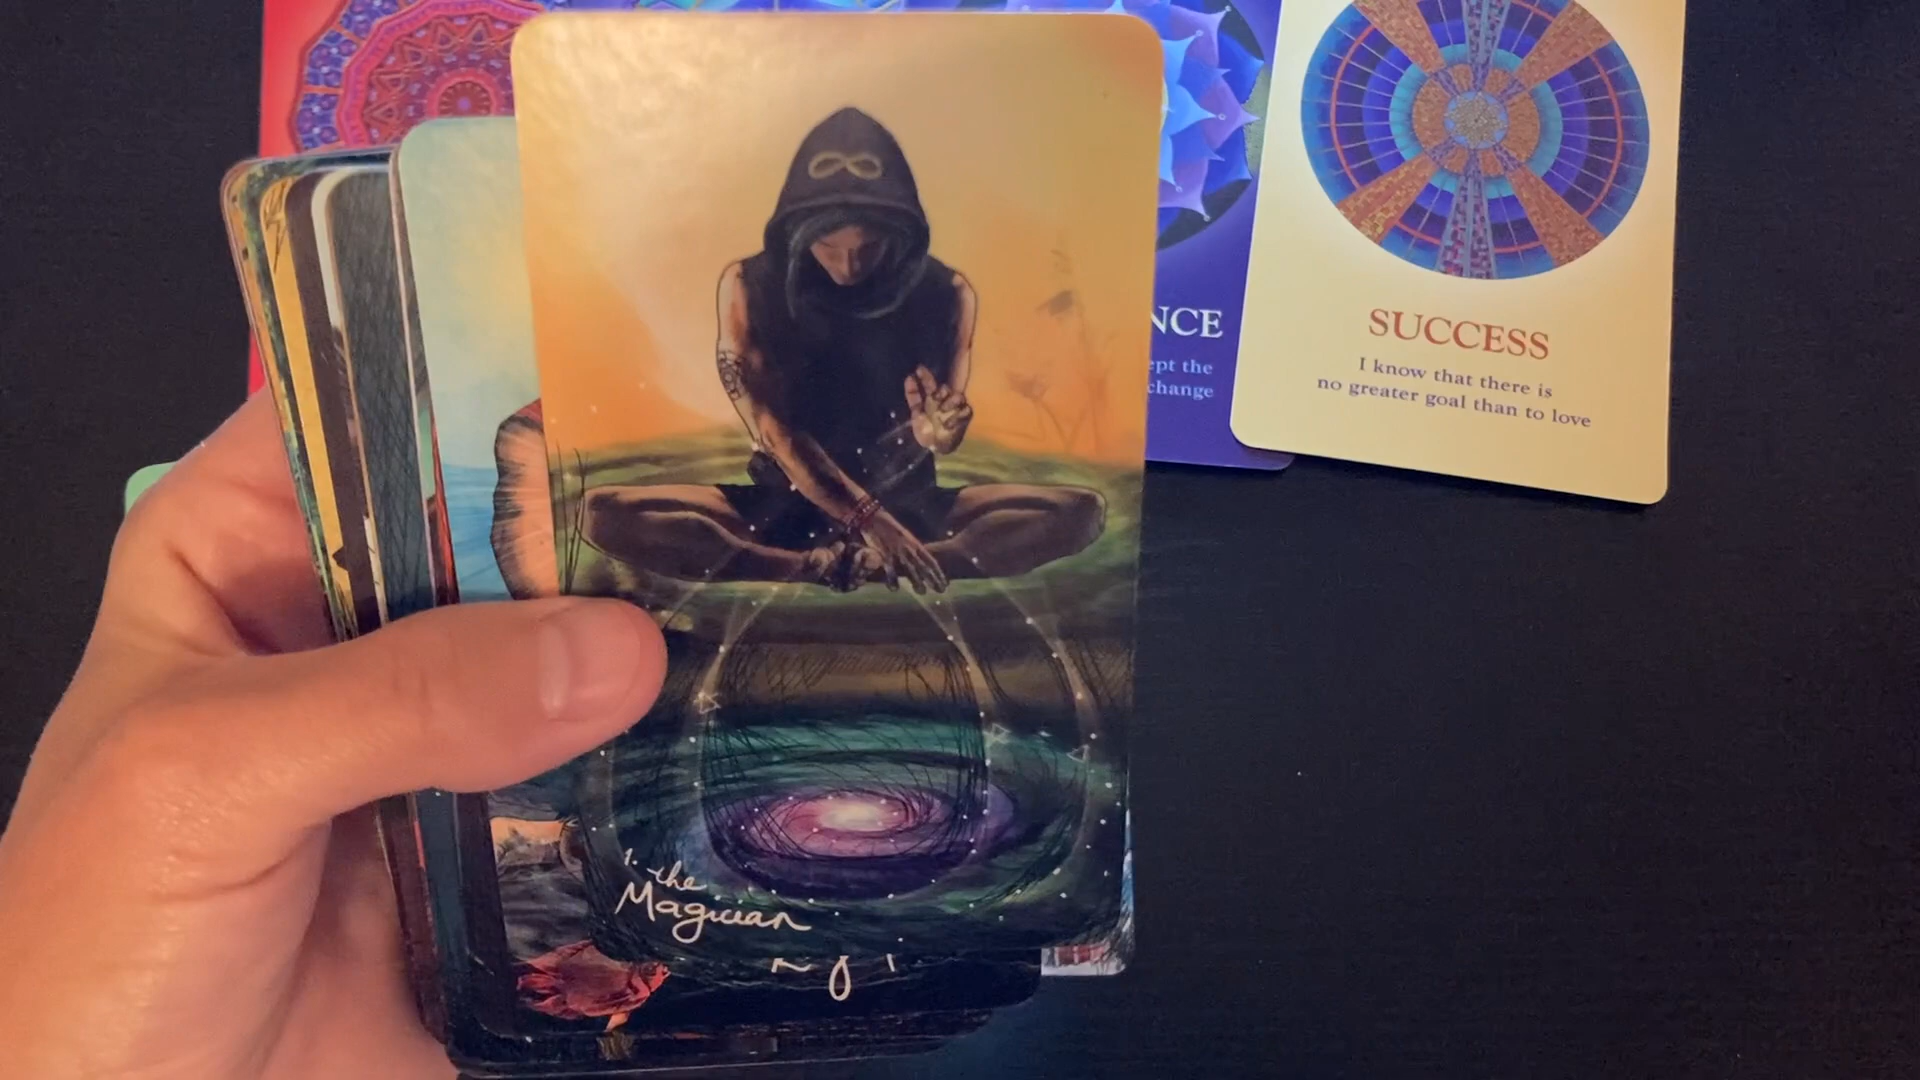 NCE
ept the
change
SUCCESS
I know that there is
no greater goal than to love
1. the
Magician